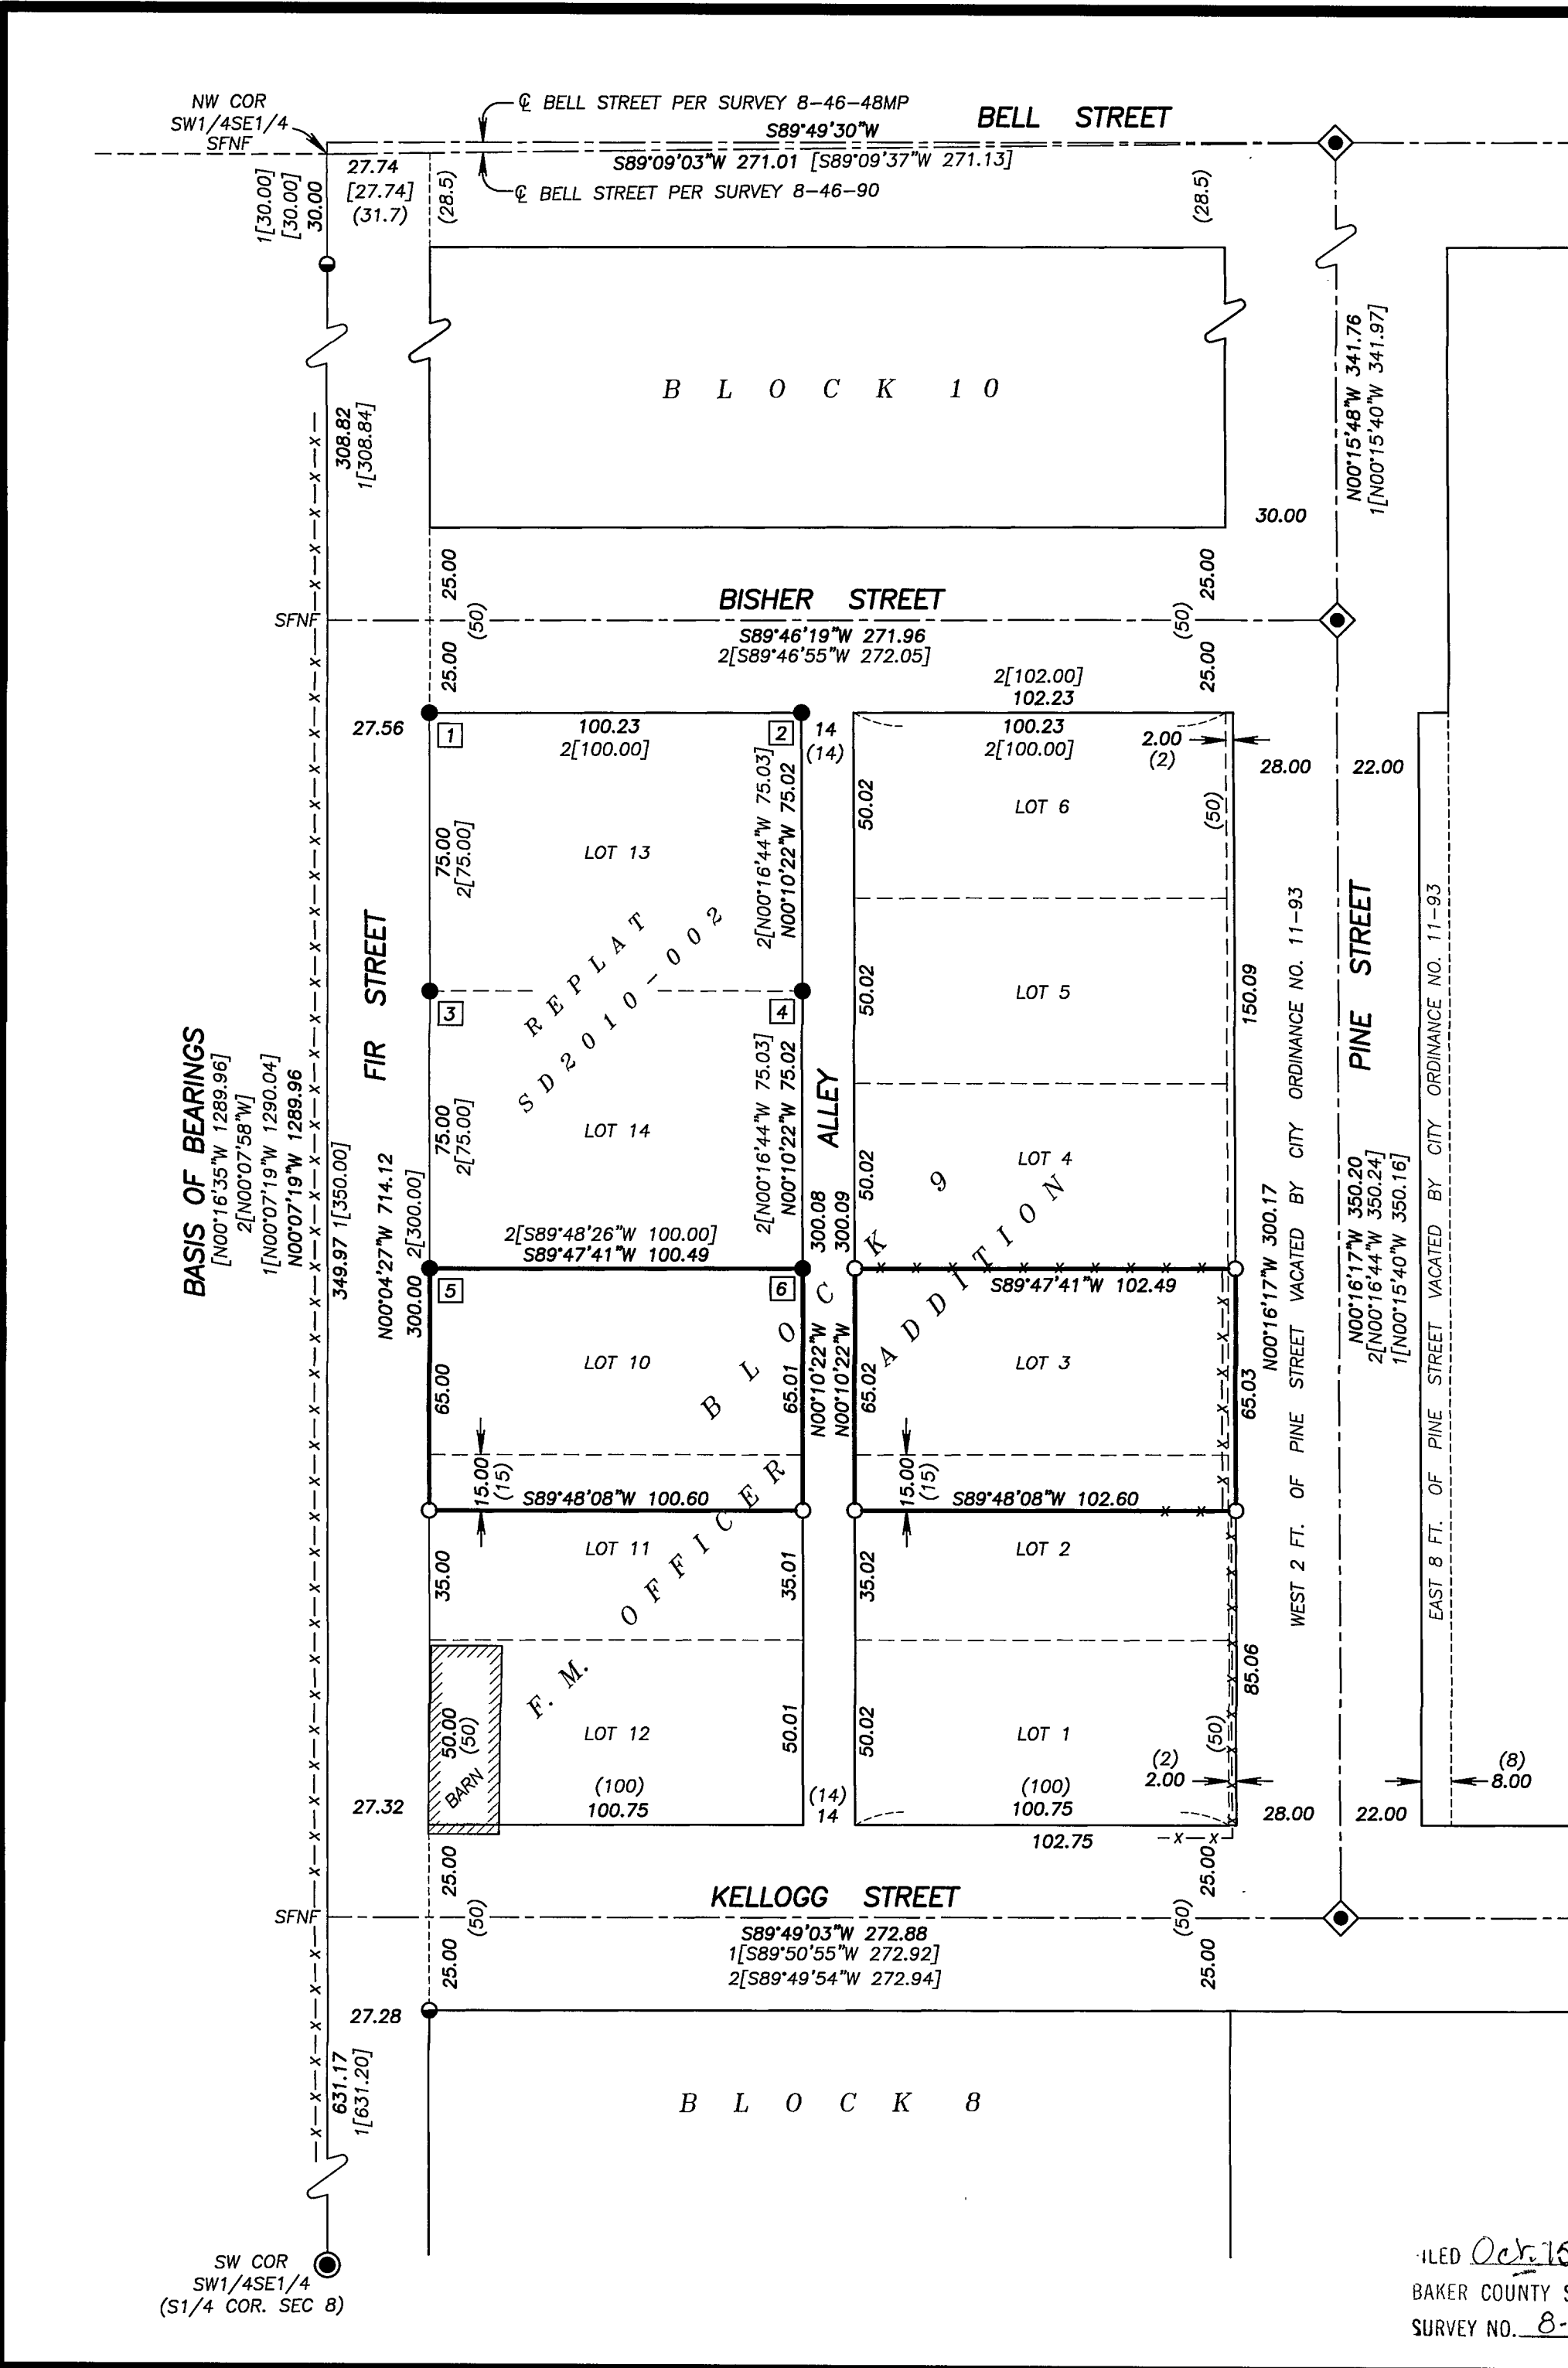 NW COR
SW1/4SE1/4
SFNF
℄ BELL STREET PER SURVEY 8-46-48MP
BELL STREET
S89°49'30"W
S89°09'03"W 271.01 [S89°09'37"W 271.13]
℄ BELL STREET PER SURVEY 8-46-90
27.74
[27.74]
(31.7)
(28.5)
(28.5)
1[30.00]
[30.00]
30.00
308.82
1[308.84]
BLOCK 10
N00°15'48"W 341.76
1[N00°15'40"W 341.97]
30.00
25.00
(50)
25.00
25.00
(50)
25.00
SFNF
BISHER STREET
S89°46'19"W 271.96
2[S89°46'55"W 272.05]
2[102.00]
102.23
27.56
1
100.23
2[100.00]
2
14
(14)
100.23
2[100.00]
2.00
(2)
28.00
22.00
LOT 13
75.00
2[75.00]
2[N00°16'44"W 75.03]
N00°10'22"W 75.02
50.02
LOT 6
(50)
REPLAT
SD2010-002
FIR STREET
3
4
50.02
LOT 5
150.09
WEST 2 FT. OF PINE STREET VACATED BY CITY ORDINANCE NO. 11-93
PINE STREET
EAST 8 FT. OF PINE STREET VACATED BY CITY ORDINANCE NO. 11-93
BASIS OF BEARINGS
[N00°16'35"W 1289.96]
2[N00°07'58"W]
1[N00°07'19"W 1290.04]
N00°07'19"W 1289.96
349.97 1[350.00]
N00°04'27"W 714.12
300.00 2[300.00]
75.00
2[75.00]
LOT 14
2[N00°16'44"W 75.03]
N00°10'22"W 75.02
ALLEY
300.08
300.09
50.02
LOT 4
2[S89°48'26"W 100.00]
S89°47'41"W 100.49
S89°47'41"W 102.49
N00°16'17"W 300.17
N00°16'17"W 350.20
2[N00°16'44"W 350.24]
1[N00°15'40"W 350.16]
5
6
F.M. OFFICER ADDITION
BLOCK 9
LOT 10
65.00
65.01
N00°10'22"W
N00°10'22"W
65.02
LOT 3
65.03
15.00
(15)
15.00
(15)
S89°48'08"W 100.60
S89°48'08"W 102.60
LOT 11
35.00
35.01
35.02
LOT 2
85.06
50.00
(50)
BARN
LOT 12
50.01
50.02
LOT 1
(50)
(100)
100.75
(14)
14
(100)
100.75
(2)
2.00
(8)
8.00
27.32
28.00
22.00
102.75
25.00
(50)
25.00
25.00
(50)
25.00
KELLOGG STREET
SFNF
S89°49'03"W 272.88
1[S89°50'55"W 272.92]
2[S89°49'54"W 272.94]
27.28
631.17
1[631.20]
BLOCK 8
SW COR
SW1/4SE1/4
(S1/4 COR. SEC 8)
ILED Oct. 15
BAKER COUNTY S
SURVEY NO. 8-